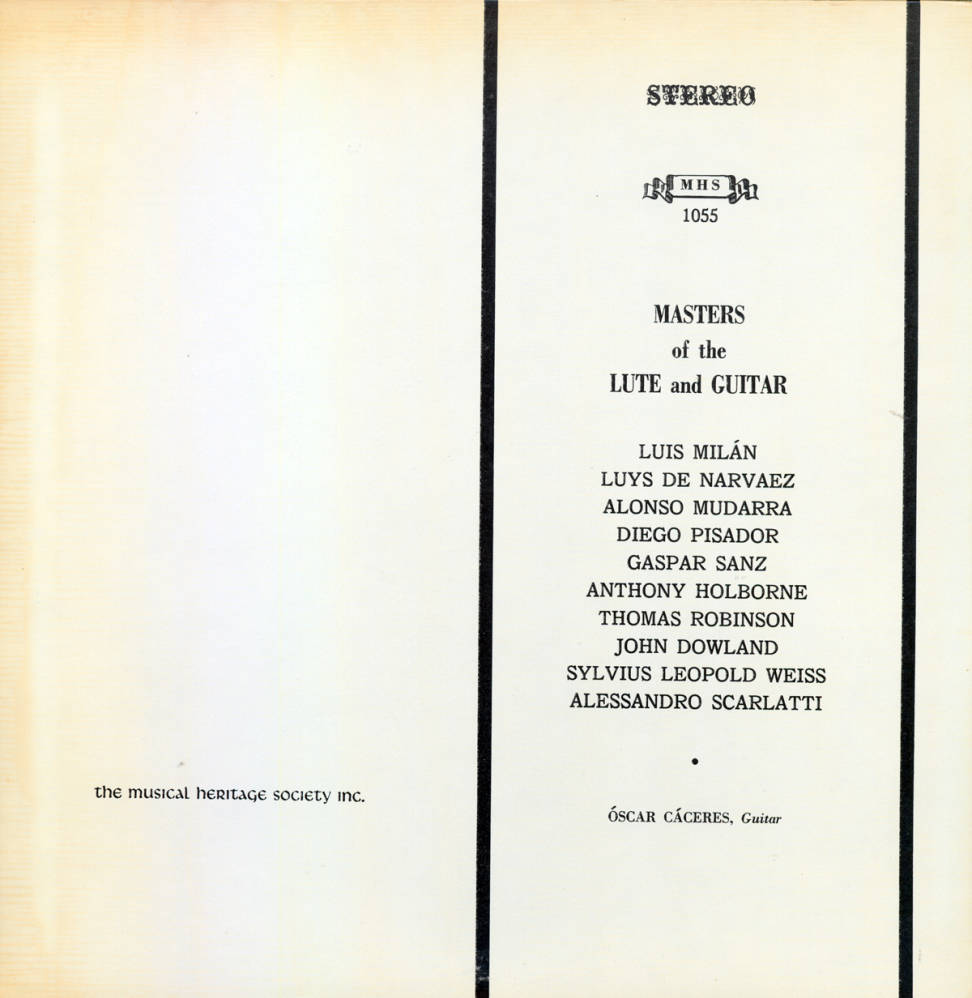 STEREO
MHS
1055
MASTERS
of the
LUTE and GUITAR
LUIS MILÁN
LUYS DE NARVAEZ
ALONSO MUDARRA
DIEGO PISADOR
GASPAR SANZ
ANTHONY HOLBORNE
THOMAS ROBINSON
JOHN DOWLAND
SYLVIUS LEOPOLD WEISS
ALESSANDRO SCARLATTI
•
ÓSCAR CÁCERES, Guitar
the musical heritage society inc.